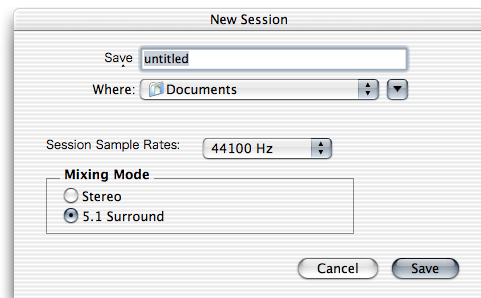 New Session
Save
untitled
Where: Documents
Session Sample Rates: 44100 Hz
Mixing Mode
Stereo
5.1 Surround
Cancel Save